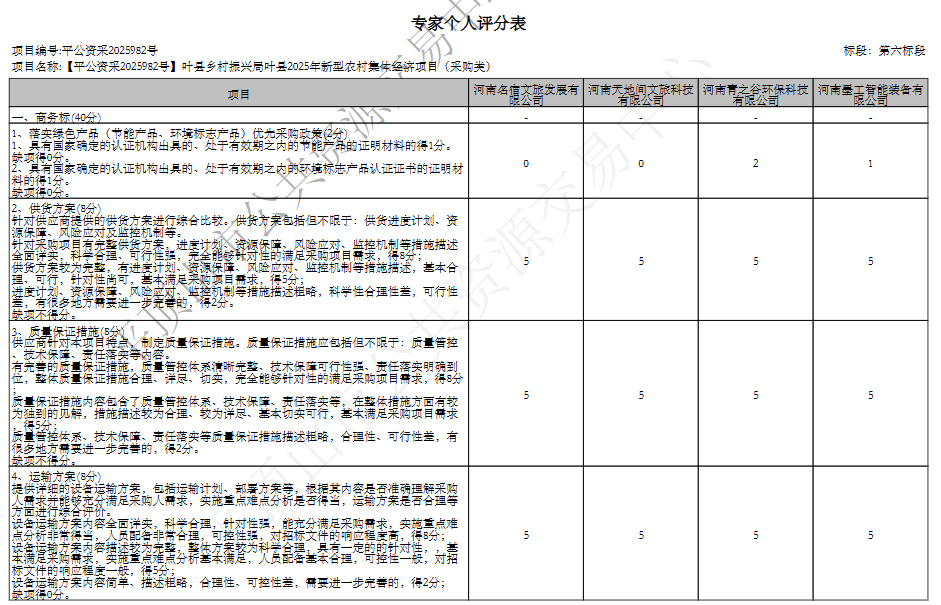 专家个人评分表
项目编号:平公资采2025982号
标段：第六标段
项目名称:【平公资采2025982号】叶县乡村振兴局叶县2025年新型农村集体经济项目（采购类）
项目
河南名信文旅发展有限公司
河南天地间文旅科技有限公司
河南青之谷环保科技有限公司
河南墨工智能装备有限公司
一、商务标(40分)
- - - -
1、落实绿色产品（节能产品、环境标志产品）优先采购政策(2分)
1、具有国家确定的认证机构出具的、处于有效期之内的节能产品的证明材料的得1分。
缺项得0分。
2、具有国家确定的认证机构出具的、处于有效期之内的环境标志产品认证证书的证明材
料的得1分。
缺项得0分。
0 0 2 1
2、供货方案(8分)
针对供应商提供的供货方案进行综合比较。供货方案包括但不限于：供货进度计划、资
源保障、风险应对及监控机制等。
针对采购项目有完整供货方案，进度计划、资源保障、风险应对、监控机制等措施描述
全面详实，科学合理、可行性强，完全能够针对性的满足采购项目需求，得8分；
供货方案较为完整，有进度计划、资源保障、风险应对、监控机制等措施描述，基本合
理、可行，针对性尚可，基本满足采购项目需求，得5分；
进度计划、资源保障、风险应对、监控机制等措施描述粗略，科学性合理性差，可行性
差，有很多地方需要进一步完善的，得2分。
缺项不得分。
5 5 5 5
3、质量保证措施(8分)
供应商针对本项目特点，制定质量保证措施。质量保证措施应包括但不限于：质量管控
、技术保障、责任落实等内容。
有完善的质量保证措施，质量管控体系清晰完整、技术保障可行性强、责任落实明确到
位，整体质量保证措施合理、详尽、切实，完全能够针对性的满足采购项目需求，得8分
；
质量保证措施内容包含了质量管控体系、技术保障、责任落实等，在整体措施方面有较
为独到的见解，措施描述较为合理、较为详尽、基本切实可行，基本满足采购项目需求
，得5分；
质量管控体系、技术保障、责任落实等质量保证措施描述粗略，合理性、可行性差，有
很多地方需要进一步完善的，得2分。
缺项不得分。
5 5 5 5
4、运输方案(8分)
提供详细的设备运输方案，包括运输计划、部署方案等，根据其内容是否准确理解采购
人需求并能够充分满足采购人需求，实施重点难点分析是否得当，运输方案是否合理等
方面进行综合评价。
设备运输方案内容全面详实，科学合理，针对性强，能充分满足采购需求，实施重点难
点分析非常得当，人员配备非常合理，可控性强，对招标文件的响应程度高，得8分；
设备运输方案内容描述较为完整，整体方案较为科学合理，具有一定的的针对性，，基
本满足采购需求，实施重点难点分析基本满足，人员配备基本合理，可控性一般，对招
标文件的响应程度一般，得5分；
设备运输方案内容简单、描述粗略，合理性、可控性差，需要进一步完善的，得2分；
缺项得0分。
5 5 5 5
平顶山市公共资源交易中心